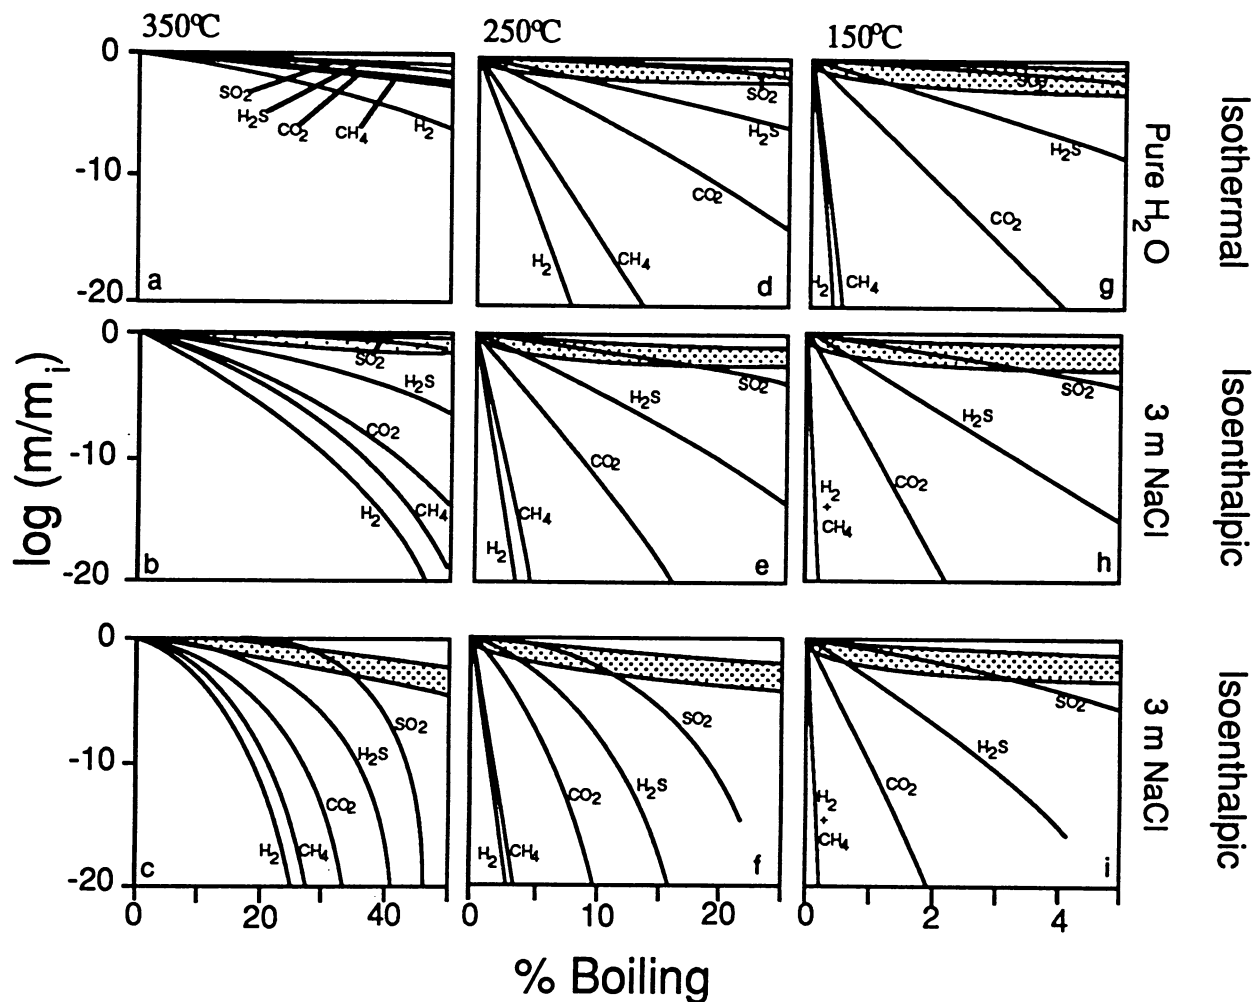 350°C
250°C
150°C
0
-10
-20
SO2
H2S
CO2
CH4
H2
a
SO2
H2S
CO2
CH4
H2
d
H2S
CO2
H2
CH4
g
Pure H2O
Isothermal
log (m/mi)
0
-10
-20
SO2
H2S
CO2
CH4
H2
b
SO2
H2S
CO2
CH4
H2
e
SO2
H2S
CO2
H2
+
CH4
h
3 m NaCl
Isoenthalpic
0
-10
-20
SO2
H2S
CO2
H2
CH4
c
SO2
H2S
CO2
H2
CH4
f
SO2
H2S
CO2
H2
+
CH4
i
3 m NaCl
Isoenthalpic
0
20
40
0
10
20
0
2
4
% Boiling